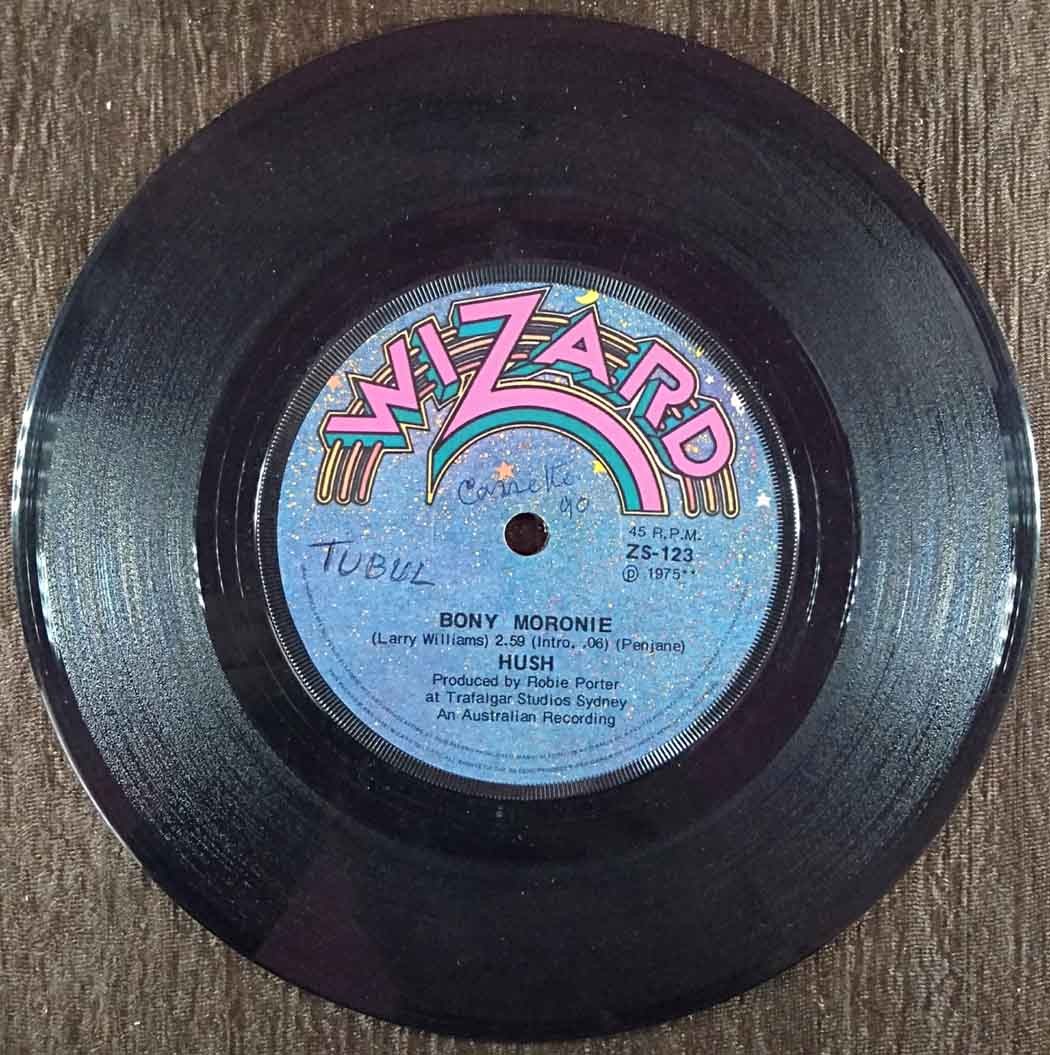 WIZARD
Cassette
90
45 R.P.M.
ZS-123
℗ 1975**
TUBUL
BONY MORONIE
(Larry Williams) 2.59 (Intro. .06) (Penjane)
HUSH
Produced by Robie Porter
at Trafalgar Studios Sydney
An Australian Recording